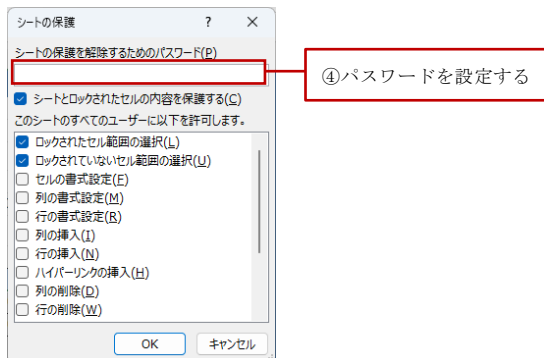 シートの保護 ? ×
シートの保護を解除するためのパスワード(P)
④パスワードを設定する
シートとロックされたセルの内容を保護する(C)
このシートのすべてのユーザーに以下を許可します。
ロックされたセル範囲の選択(L)
ロックされていないセル範囲の選択(U)
セルの書式設定(F)
列の書式設定(M)
行の書式設定(R)
列の挿入(I)
行の挿入(N)
ハイパーリンクの挿入(H)
列の削除(D)
行の削除(W)
OK キャンセル